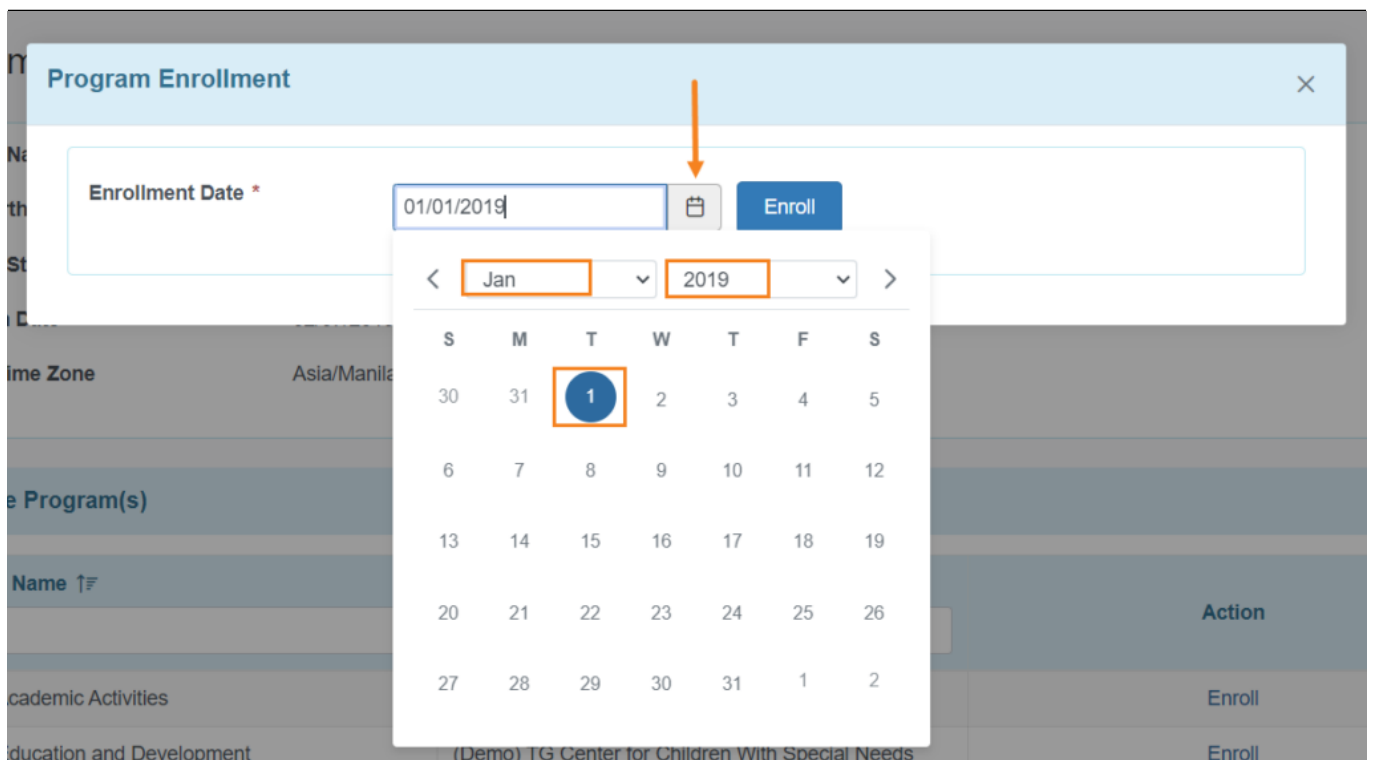 Program Enrollment
Enrollment Date *
01/01/2019
Enroll
Jan
2019
S M T W T F S
30 31 1 2 3 4 5
6 7 8 9 10 11 12
13 14 15 16 17 18 19
20 21 22 23 24 25 26
27 28 29 30 31 1 2
Na
rth
St
ime Zone
Asia/Manila
e Program(s)
Name
Action
cademic Activities
Enroll
ducation and Development
(Demo) TG Center for Children With Special Needs
Enroll